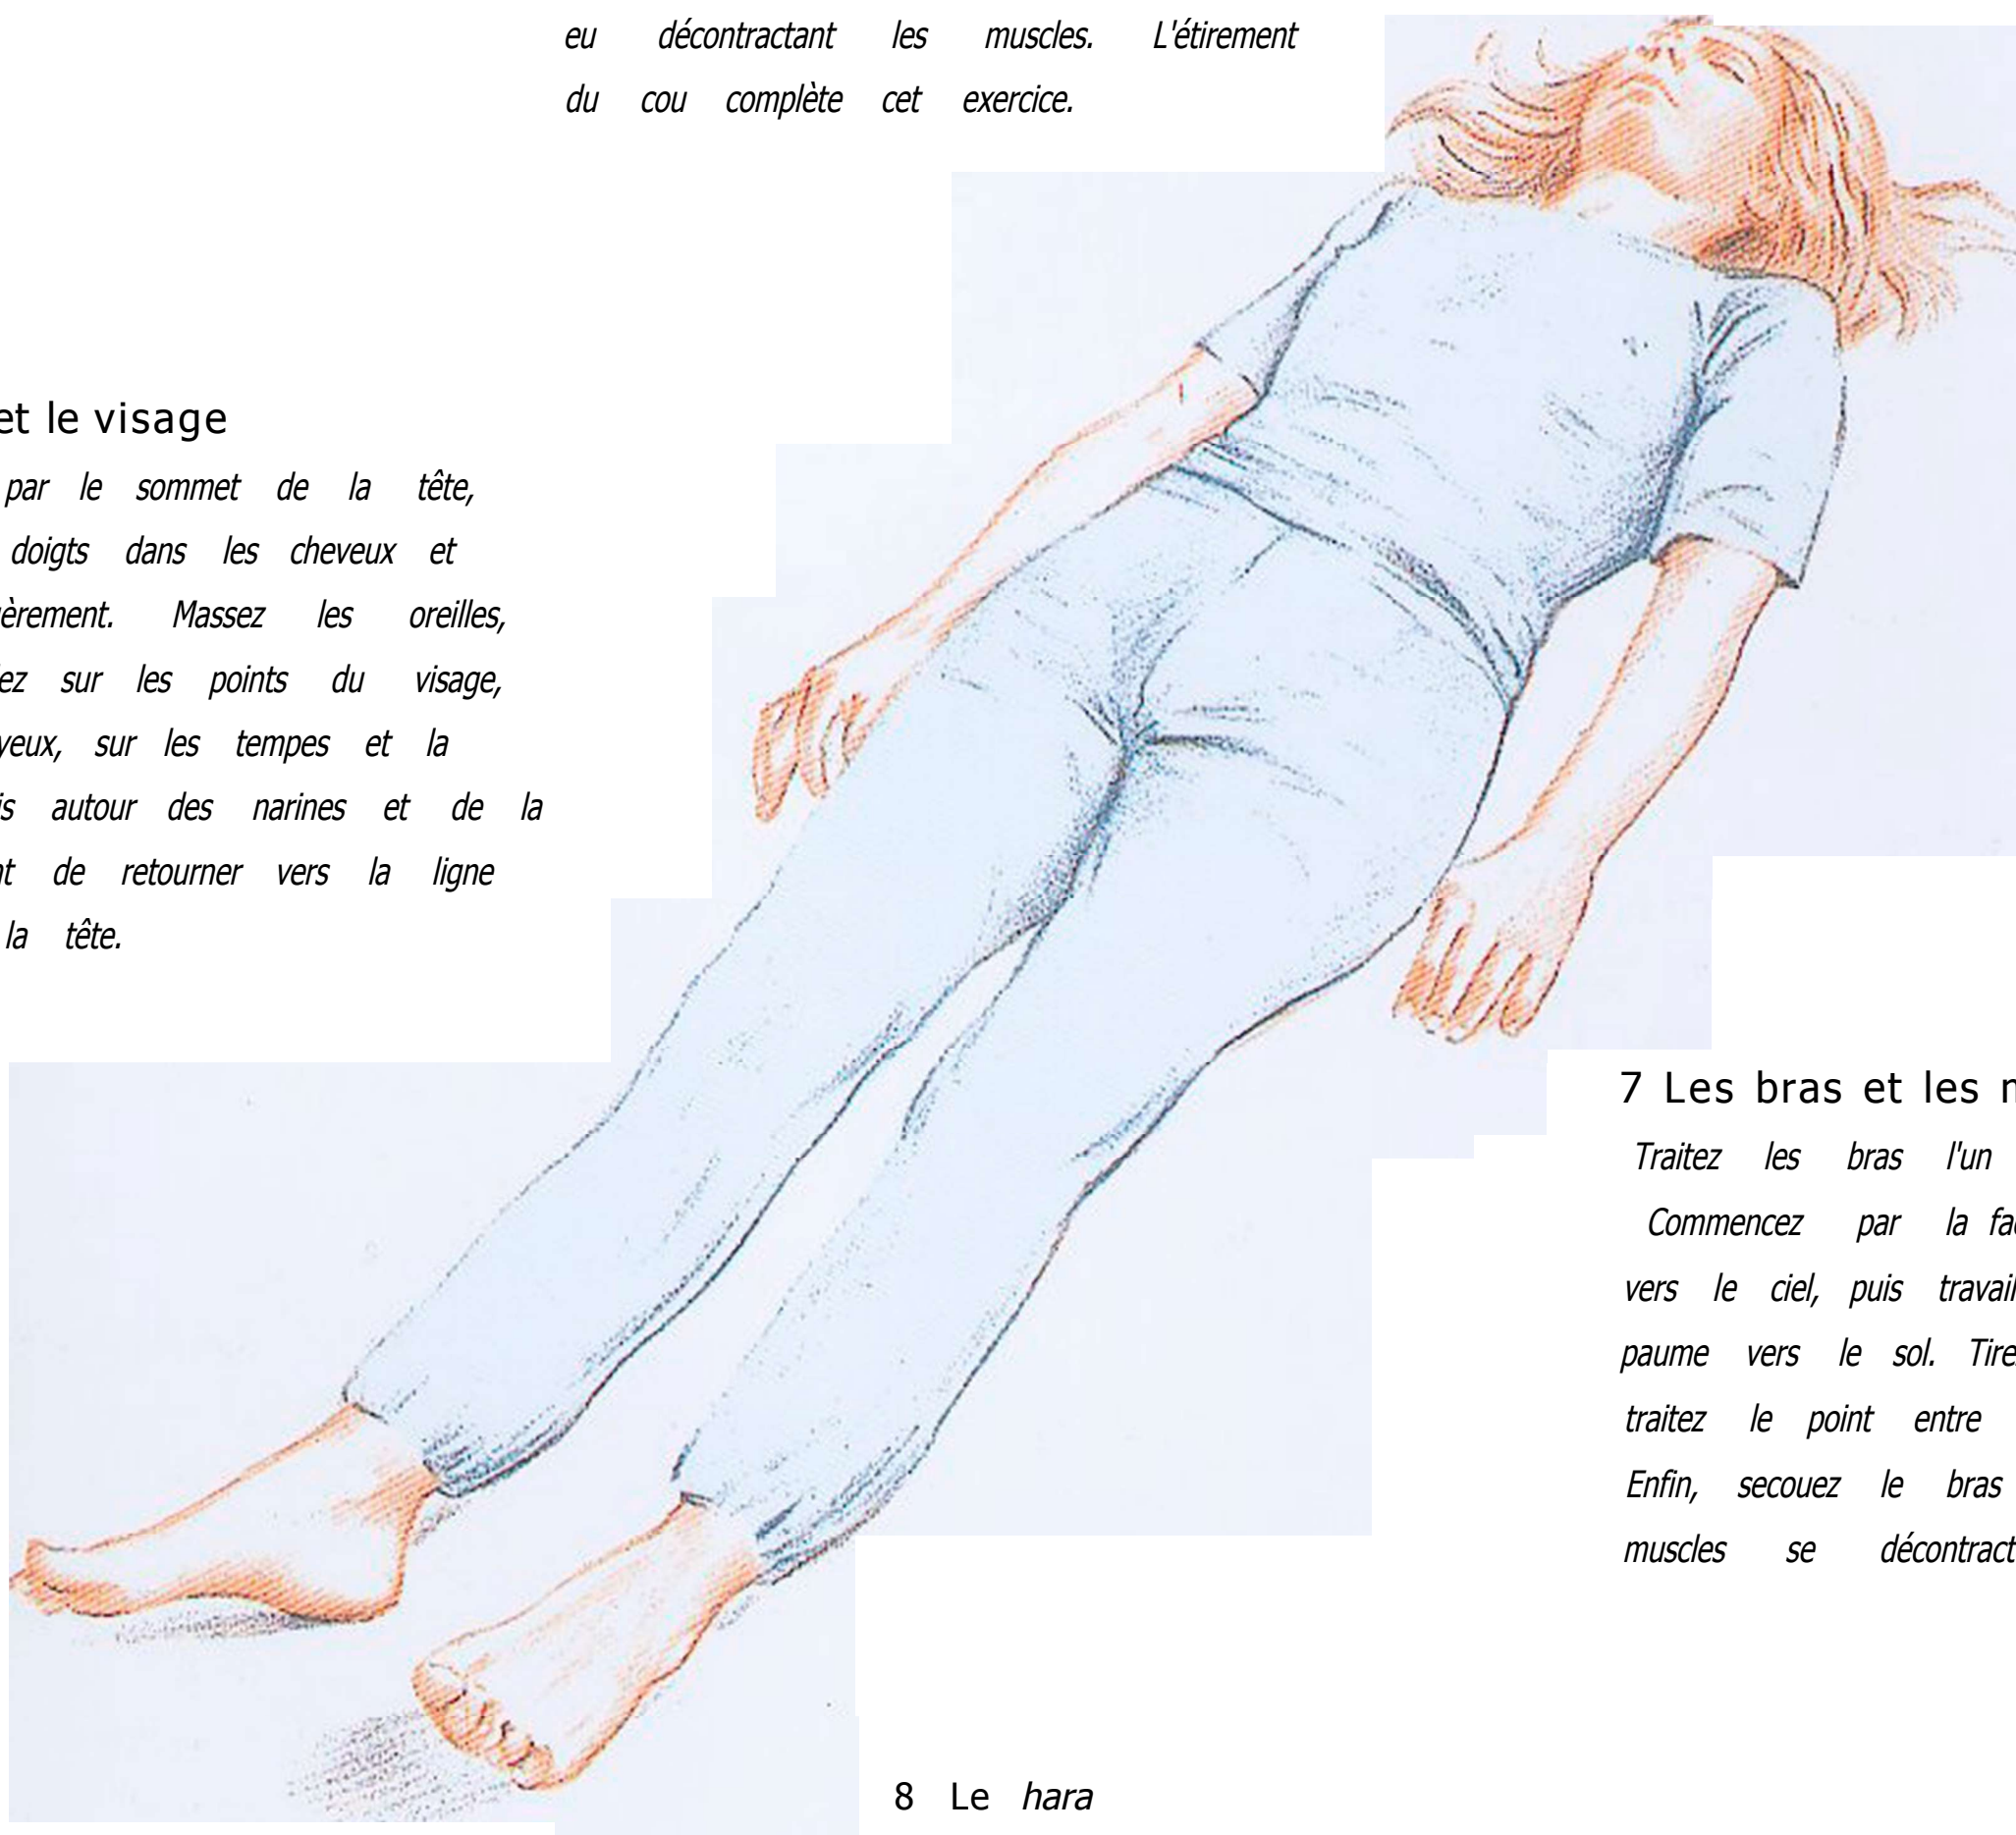 eu décontractant les muscles. L'étirement
du cou complète cet exercice.
et le visage
par le sommet de la tête,
doigts dans les cheveux et
èrement. Massez les oreilles,
ez sur les points du visage,
yeux, sur les tempes et la
is autour des narines et de la
nt de retourner vers la ligne
la tête.
7 Les bras et les
Traitez les bras l'un
Commencez par la fac
vers le ciel, puis travail
paume vers le sol. Tire
traitez le point entre
Enfin, secouez le bras
muscles se décontract
8 Le hara